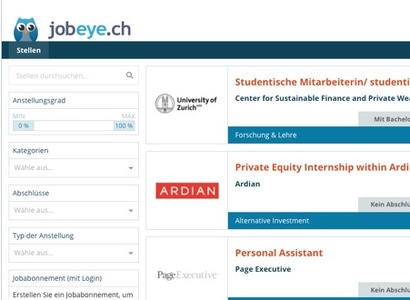 jobeye.ch
Stellen
Stellen durchsuchen...
Anstellungsgrad
MIN MAX
0 % 100 %
Kategorien
Wähle aus...
Abschlüsse
Wähle aus...
Typ der Anstellung
Wähle aus...
Jobabonnement (mit Login)
Erstellen Sie ein Jobabonnement, um
University of
Zurich
Studentische Mitarbeiterin/ studenti
Center for Sustainable Finance and Private Wea
Mit Bachelo
Forschung & Lehre
ARDIAN
Private Equity Internship within Ardi
Ardian
Kein Abschlu
Alternative Investment
Page Executive
Personal Assistant
Page Executive
Kein Abschlu